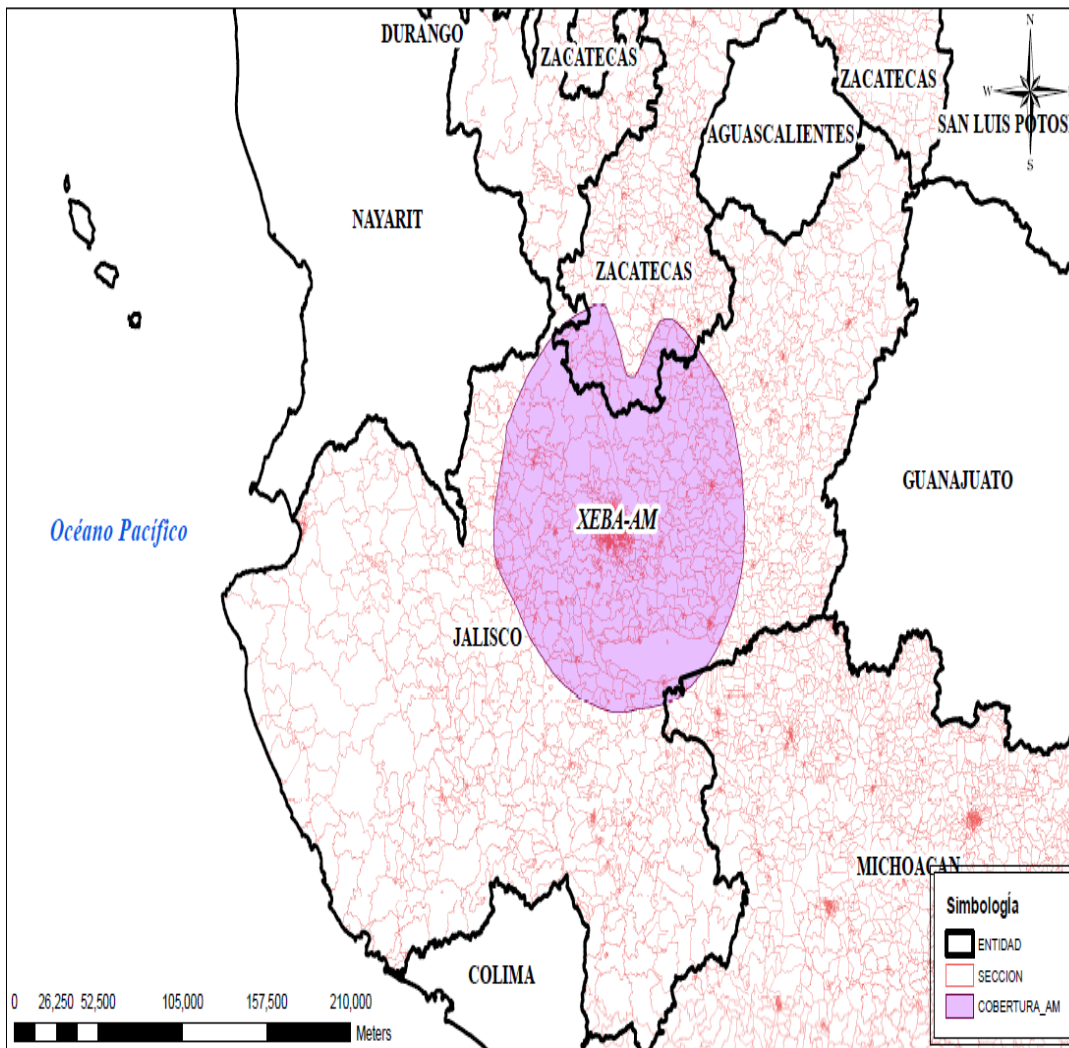 DURANGO
ZACATECAS
ZACATECAS
N
W
S
AGUASCALIENTES
SAN LUIS POTOSI
NAYARIT
ZACATECAS
GUANAJUATO
XEBA-AM
Océano Pacífico
JALISCO
MICHOACAN
COLIMA
Simbología
ENTIDAD
SECCION
COBERTURA_AM
0 26,250 52,500 105,000 157,500 210,000
Meters